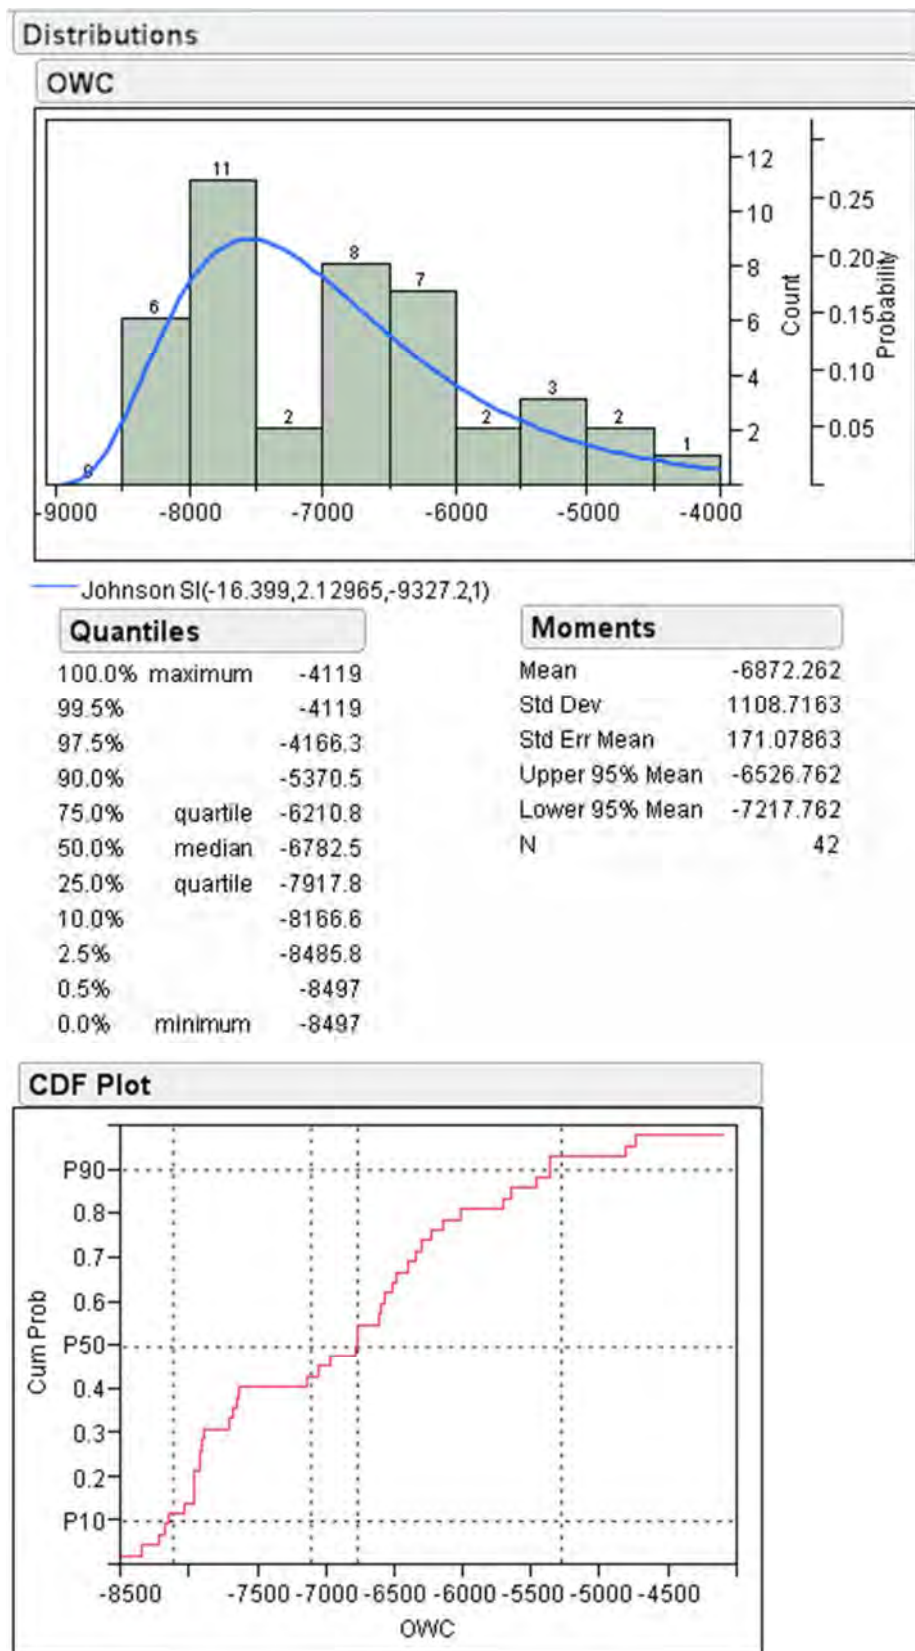 Distributions
OWC
11
8
7
6
3
2
2
2
1
12
10
8
6
4
2
Count
0.25
0.20
0.15
0.10
0.05
Probability
-9000 -8000 -7000 -6000 -5000 -4000
Johnson Sl(-16.399,2.12965,-9327.2,1)
Quantiles
100.0% maximum -4119
99.5% -4119
97.5% -4166.3
90.0% -5370.5
75.0% quartile -6210.8
50.0% median -6782.5
25.0% quartile -7917.8
10.0% -8166.6
2.5% -8485.8
0.5% -8497
0.0% minimum -8497
Moments
Mean -6872.262
Std Dev 1108.7163
Std Err Mean 171.07863
Upper 95% Mean -6526.762
Lower 95% Mean -7217.762
N 42
CDF Plot
P90
0.8
0.7
0.6
P50
0.4
0.3
0.2
P10
Cum Prob
-8500 -7500 -7000 -6500 -6000 -5500 -5000 -4500
OWC